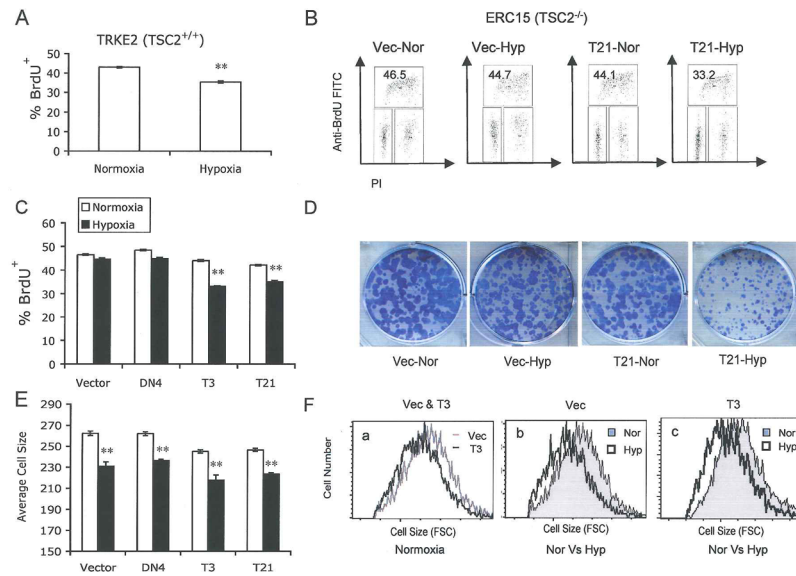 A
TRKE2 (TSC2+/+)
% BrdU+
50
40
30
20
10
0
**
Normoxia
Hypoxia
B
ERC15 (TSC2-/-)
Vec-Nor
Vec-Hyp
T21-Nor
T21-Hyp
Anti-BrdU FITC
46.5
44.7
44.1
33.2
PI
C
Normoxia
Hypoxia
% BrdU+
60
50
40
30
20
10
0
**
**
Vector
DN4
T3
T21
D
Vec-Nor
Vec-Hyp
T21-Nor
T21-Hyp
E
Average Cell Size
290
270
250
230
210
190
170
150
**
**
**
**
Vector
DN4
T3
T21
F
Vec & T3
Vec
T3
Cell Number
a
Vec
T3
b
Nor
Hyp
c
Nor
Hyp
Cell Size (FSC)
Cell Size (FSC)
Cell Size (FSC)
Normoxia
Nor Vs Hyp
Nor Vs Hyp